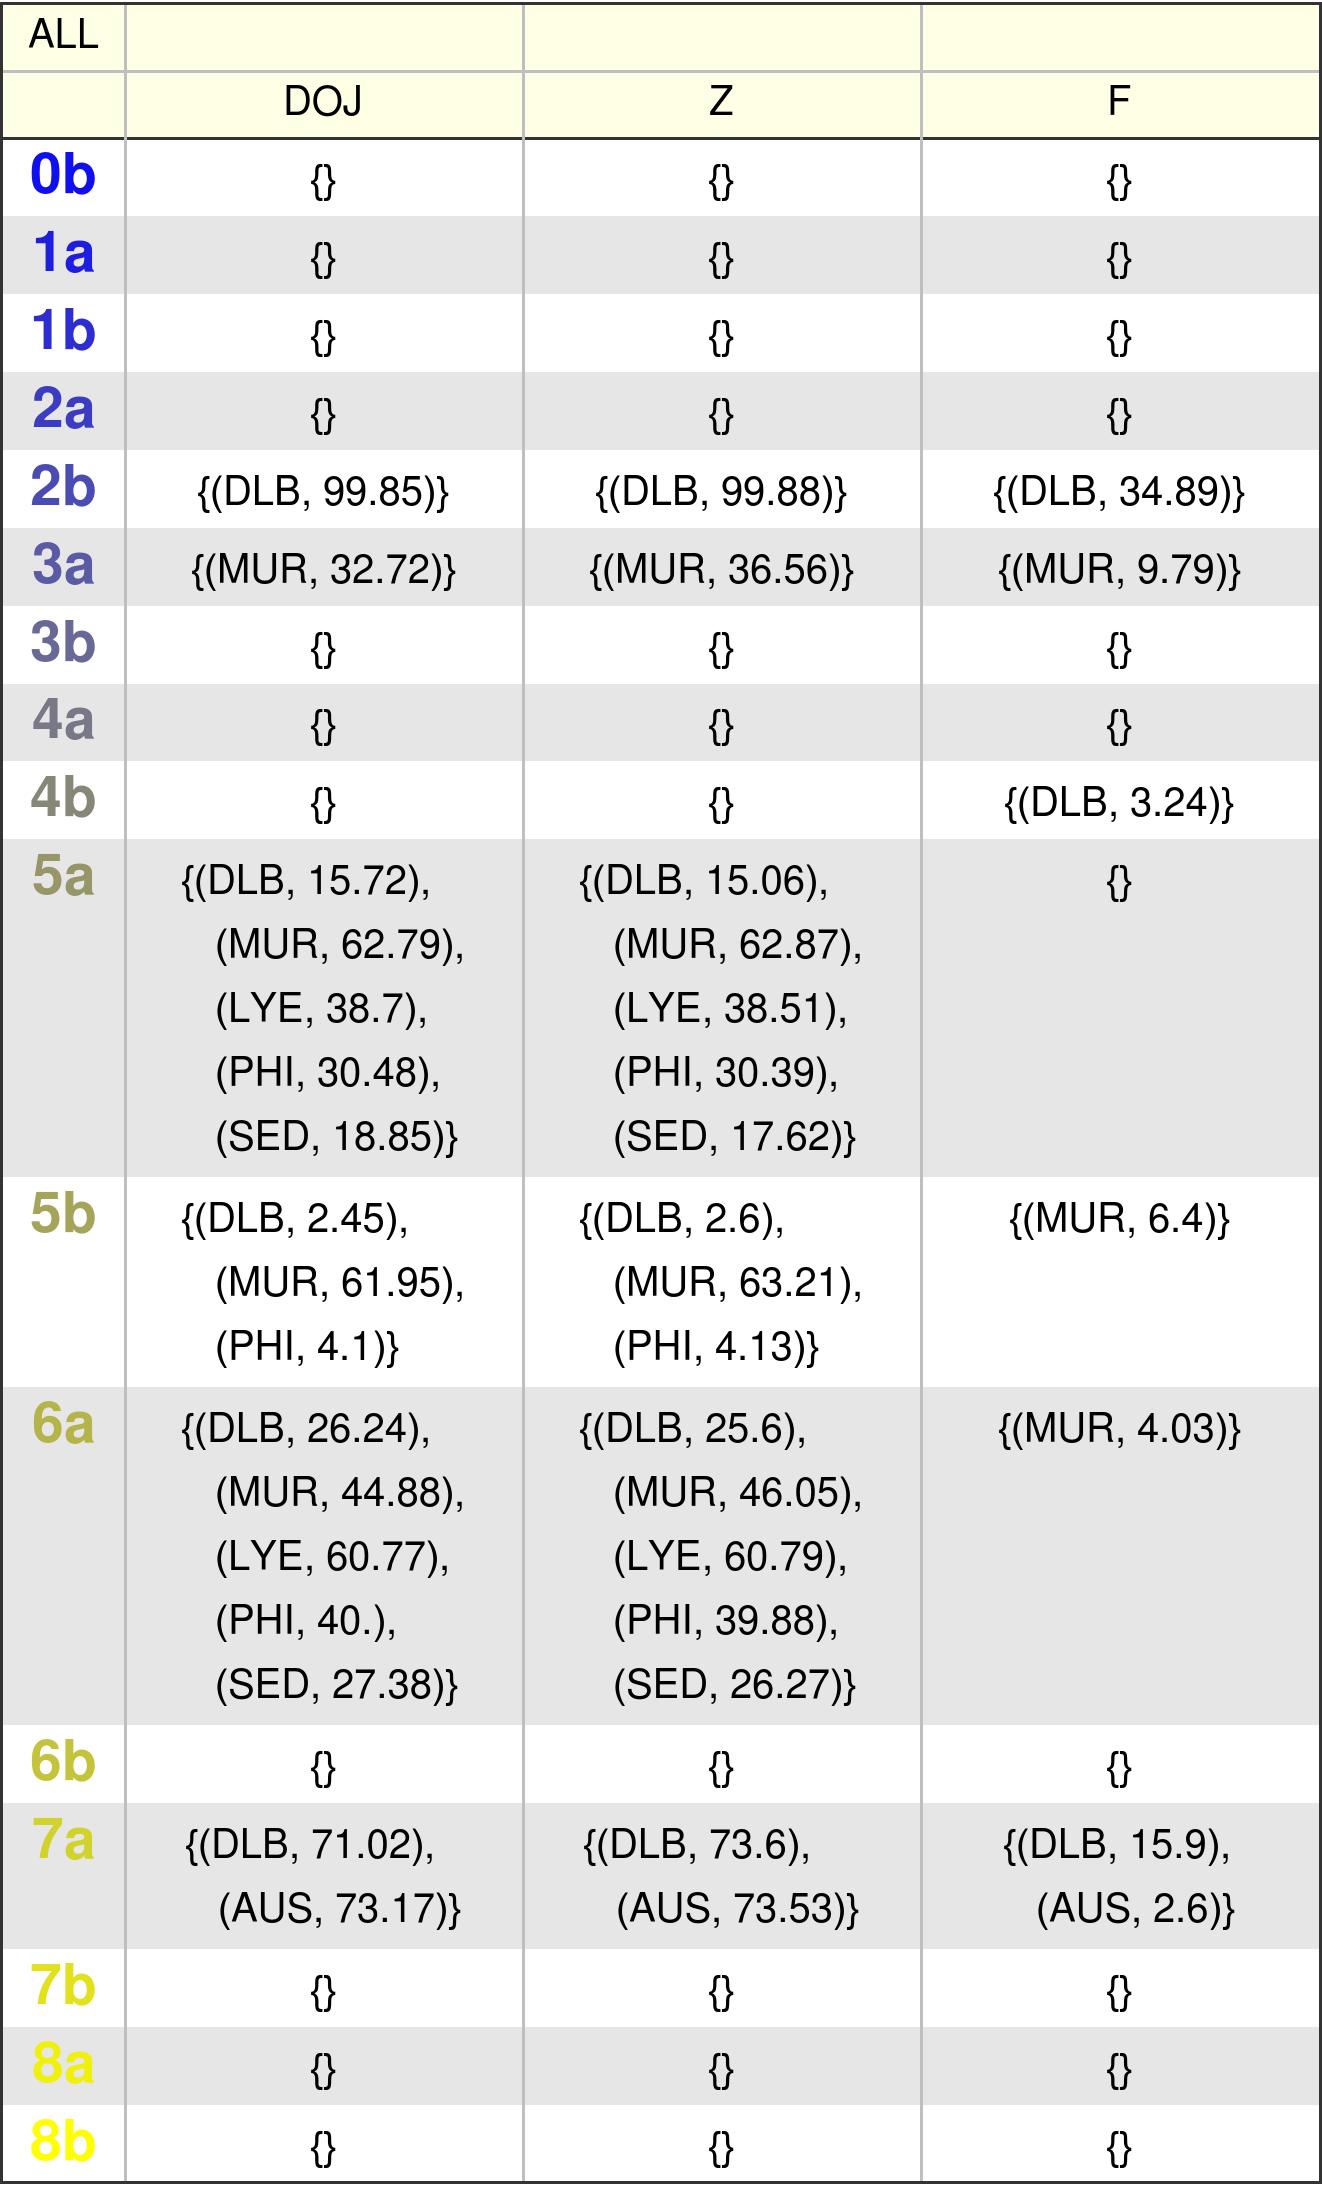 ALL
DOJ Z F
0b {} {} {}
1a {} {} {}
1b {} {} {}
2a {} {} {}
2b {(DLB, 99.85)} {(DLB, 99.88)} {(DLB, 34.89)}
3a {(MUR, 32.72)} {(MUR, 36.56)} {(MUR, 9.79)}
3b {} {} {}
4a {} {} {}
4b {} {} {(DLB, 3.24)}
5a {(DLB, 15.72), {(DLB, 15.06), {}
(MUR, 62.79), (MUR, 62.87),
(LYE, 38.7), (LYE, 38.51),
(PHI, 30.48), (PHI, 30.39),
(SED, 18.85)} (SED, 17.62)}
5b {(DLB, 2.45), {(DLB, 2.6), {(MUR, 6.4)}
(MUR, 61.95), (MUR, 63.21),
(PHI, 4.1)} (PHI, 4.13)}
6a {(DLB, 26.24), {(DLB, 25.6), {(MUR, 4.03)}
(MUR, 44.88), (MUR, 46.05),
(LYE, 60.77), (LYE, 60.79),
(PHI, 40.), (PHI, 39.88),
(SED, 27.38)} (SED, 26.27)}
6b {} {} {}
7a {(DLB, 71.02), {(DLB, 73.6), {(DLB, 15.9),
(AUS, 73.17)} (AUS, 73.53)} (AUS, 2.6)}
7b {} {} {}
8a {} {} {}
8b {} {} {}